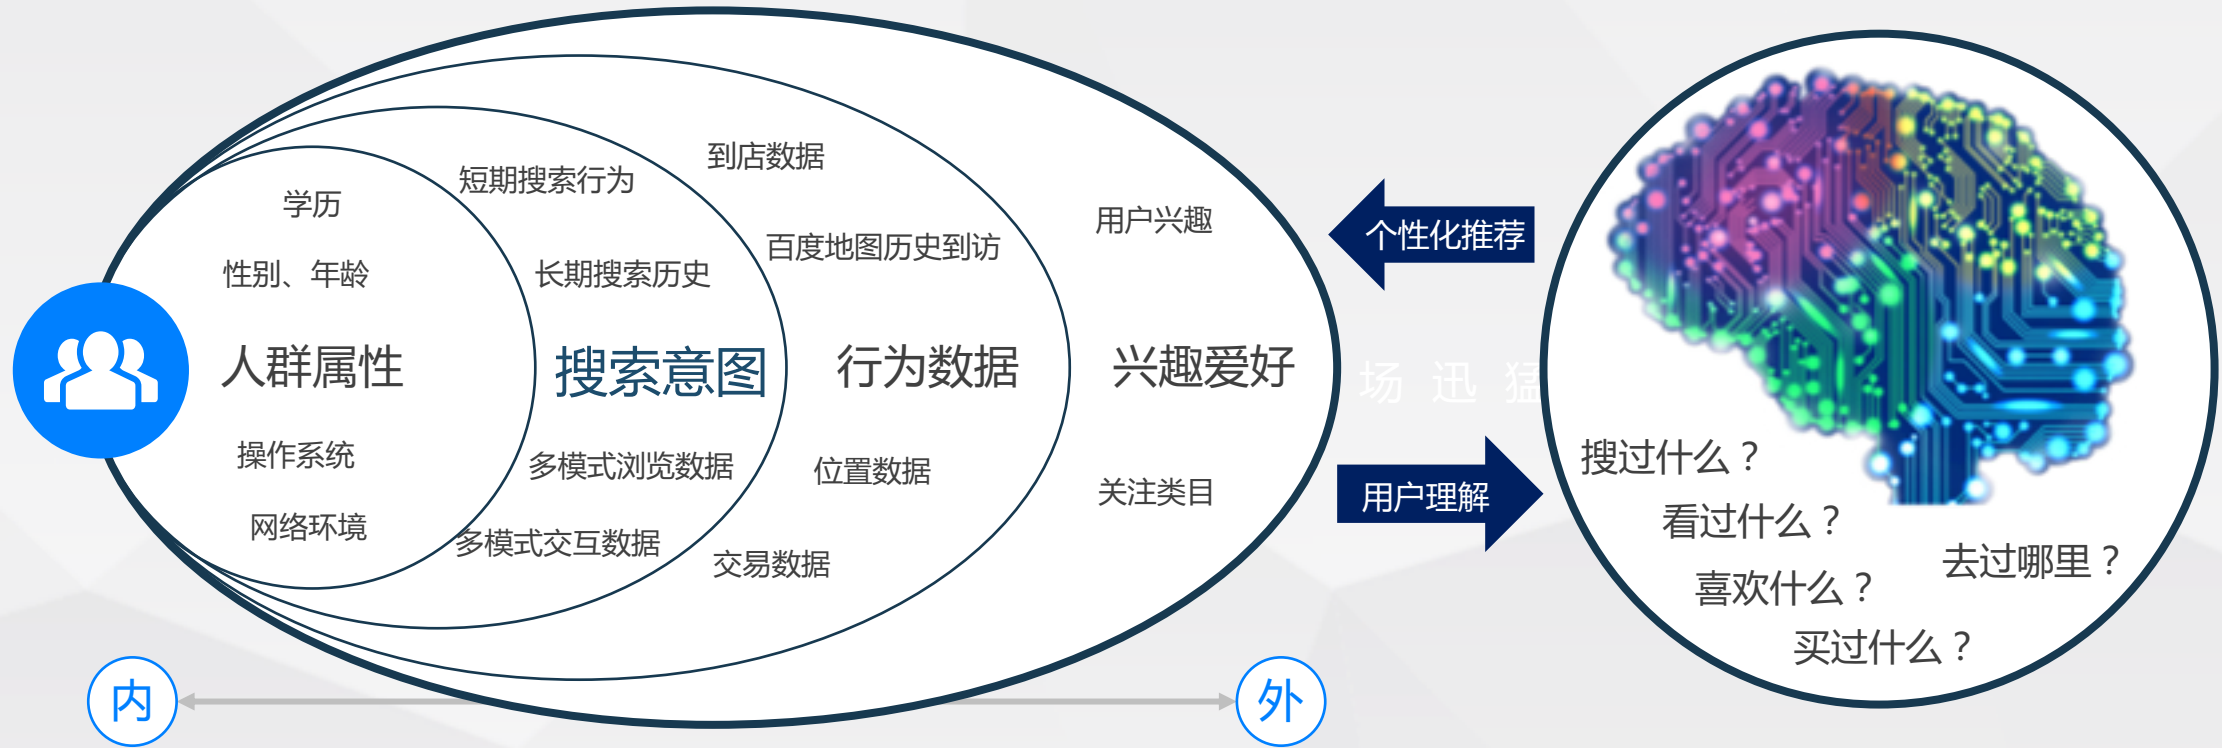 学历
性别、年龄
人群属性
操作系统
网络环境
短期搜索行为
长期搜索历史
搜索意图
多模式浏览数据
多模式交互数据
到店数据
百度地图历史到访
行为数据
位置数据
交易数据
用户兴趣
兴趣爱好
关注类目
内
外
个性化推荐
场 迅 猛
用户理解
搜过什么？
看过什么？
去过哪里？
喜欢什么？
买过什么？